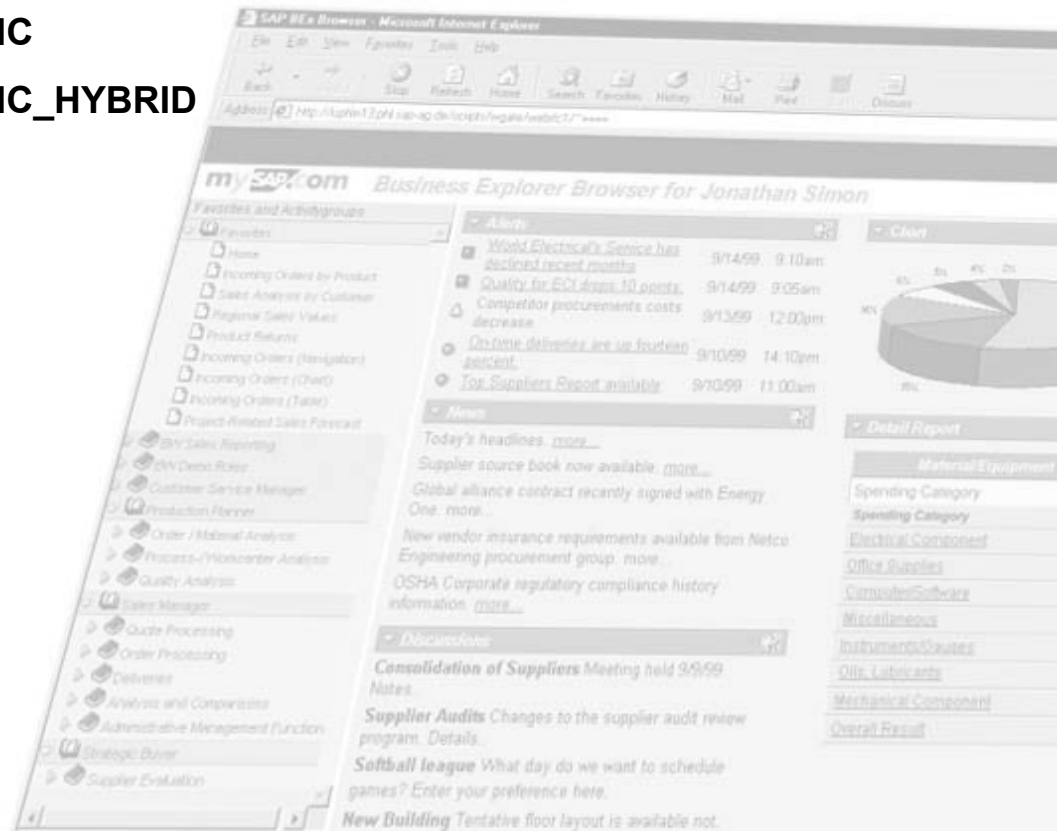 IC
IC_HYBRID
SAP BEx Browser - Microsoft Internet Explorer
File Edit View Favorites Tools Help
Back Stop Refresh Home Search Favorites History Mail Print Discuss
Address
mySAP.com Business Explorer Browser for Jonathan Simon
Favorites and Activitygroups
Favorites
Home
Incoming Orders by Product
Sales Analysis by Customer
Regional Sales Values
Product Returns
Incoming Orders (Navigation)
Incoming Orders (Chart)
Incoming Orders (Table)
Project-Related Sales Forecast
BW Sales Reporting
BW Demo Roles
Customer Service Manager
Production Planner
Order / Material Analysis
Process-/Workcenter Analysis
Quality Analysis
Sales Manager
Quote Processing
Order Processing
Deliveries
Analysis and Comparisons
Administrative Management Function
Strategic Buyer
Supplier Evaluation
Alerts
World Electrical's Service has
declined recent months 9/14/99 9:10am
Quality for ECI drops 10 points. 9/14/99 9:05am
Competitor procurements costs
decrease. 9/13/99 12:00pm
On-time deliveries are up fourteen
percent. 9/10/99 14:10pm
Top Suppliers Report available 9/10/99 11:00am
News
Today's headlines. more...
Supplier source book now available. more...
Global alliance contract recently signed with Energy
One. more...
New vendor insurance requirements available from Netco
Engineering procurement group. more...
OSHA Corporate regulatory compliance history
information. more...
Discussions
Consolidation of Suppliers Meeting held 9/9/99.
Notes.
Supplier Audits Changes to the supplier audit review
program. Details.
Softball league What day do we want to schedule
games? Enter your preference here.
New Building Tentative floor layout is available not.
Chart
Detail Report
Material Equipment
Spending Category
Spending Category
Electrical Component
Office Supplies
Computer/Software
Miscellaneous
Instruments/Gauges
Oils, Lubricants
Mechanical Component
Overall Result